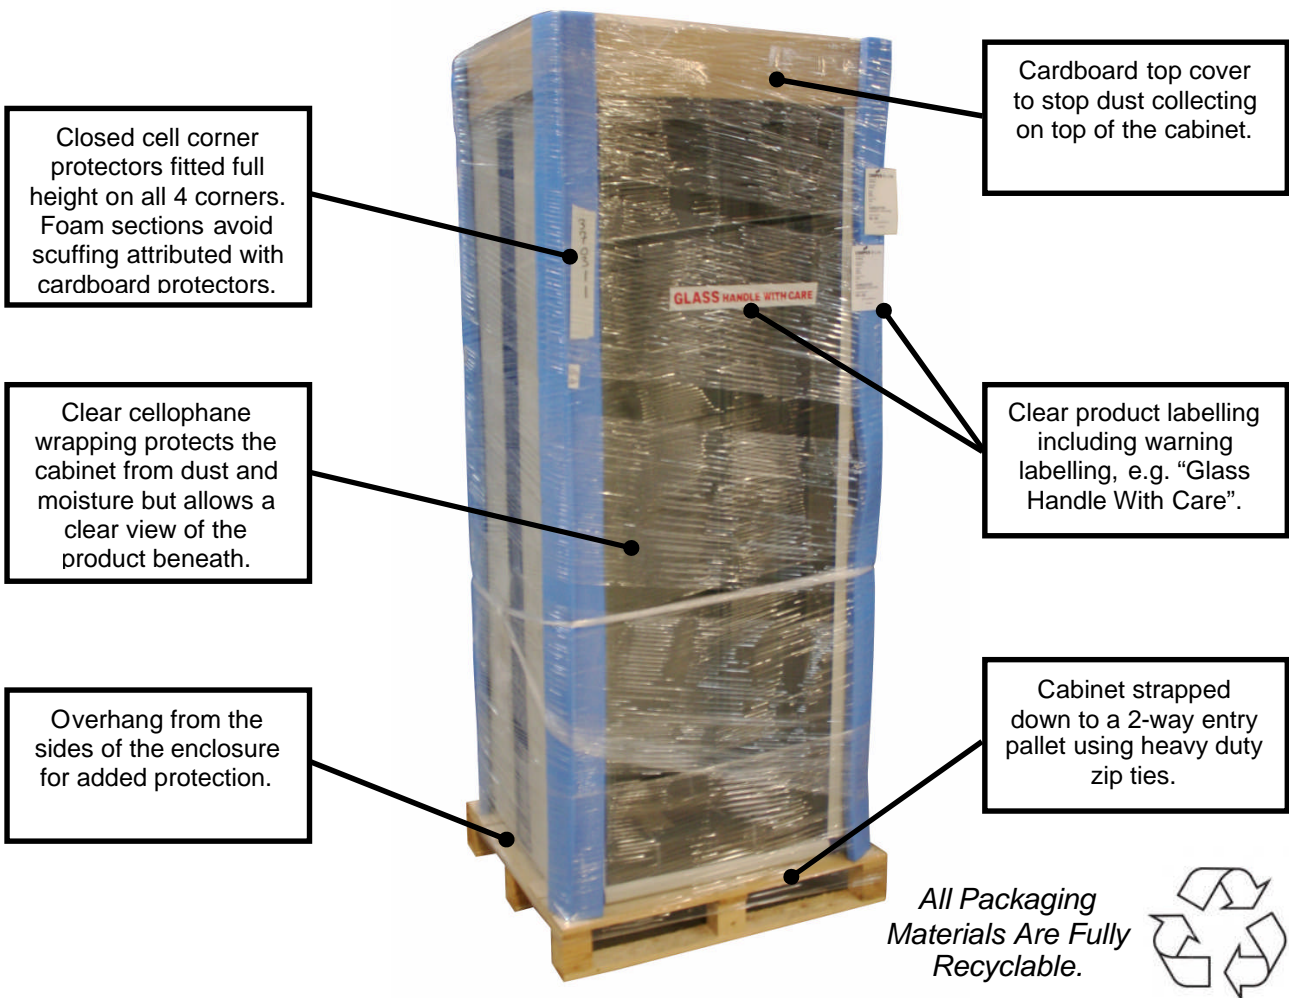 Closed cell corner
protectors fitted full
height on all 4 corners.
Foam sections avoid
scuffing attributed with
cardboard protectors.
Clear cellophane
wrapping protects the
cabinet from dust and
moisture but allows a
clear view of the
product beneath.
Overhang from the
sides of the enclosure
for added protection.
GLASS HANDLE WITH CARE
Cardboard top cover
to stop dust collecting
on top of the cabinet.
Clear product labelling
including warning
labelling, e.g. “Glass
Handle With Care”.
Cabinet strapped
down to a 2-way entry
pallet using heavy duty
zip ties.
All Packaging
Materials Are Fully
Recyclable.